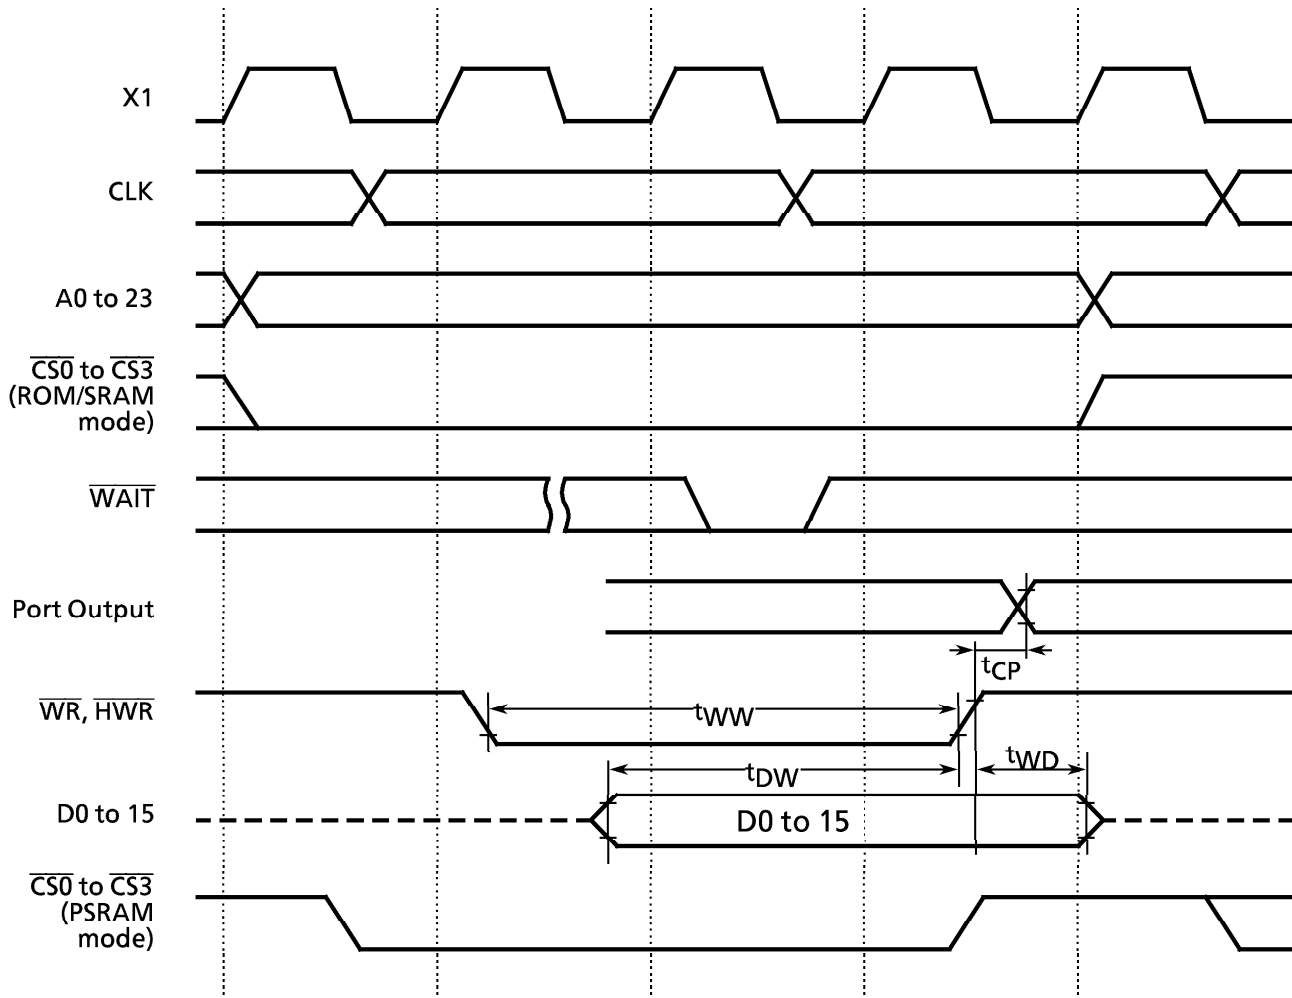 X1
CLK
A0 to 23
CS0 to CS3
(ROM/SRAM
mode)
WAIT
Port Output
tCP
WR, HWR
tWW
tWD
tDW
D0 to 15
D0 to 15
CS0 to CS3
(PSRAM
mode)